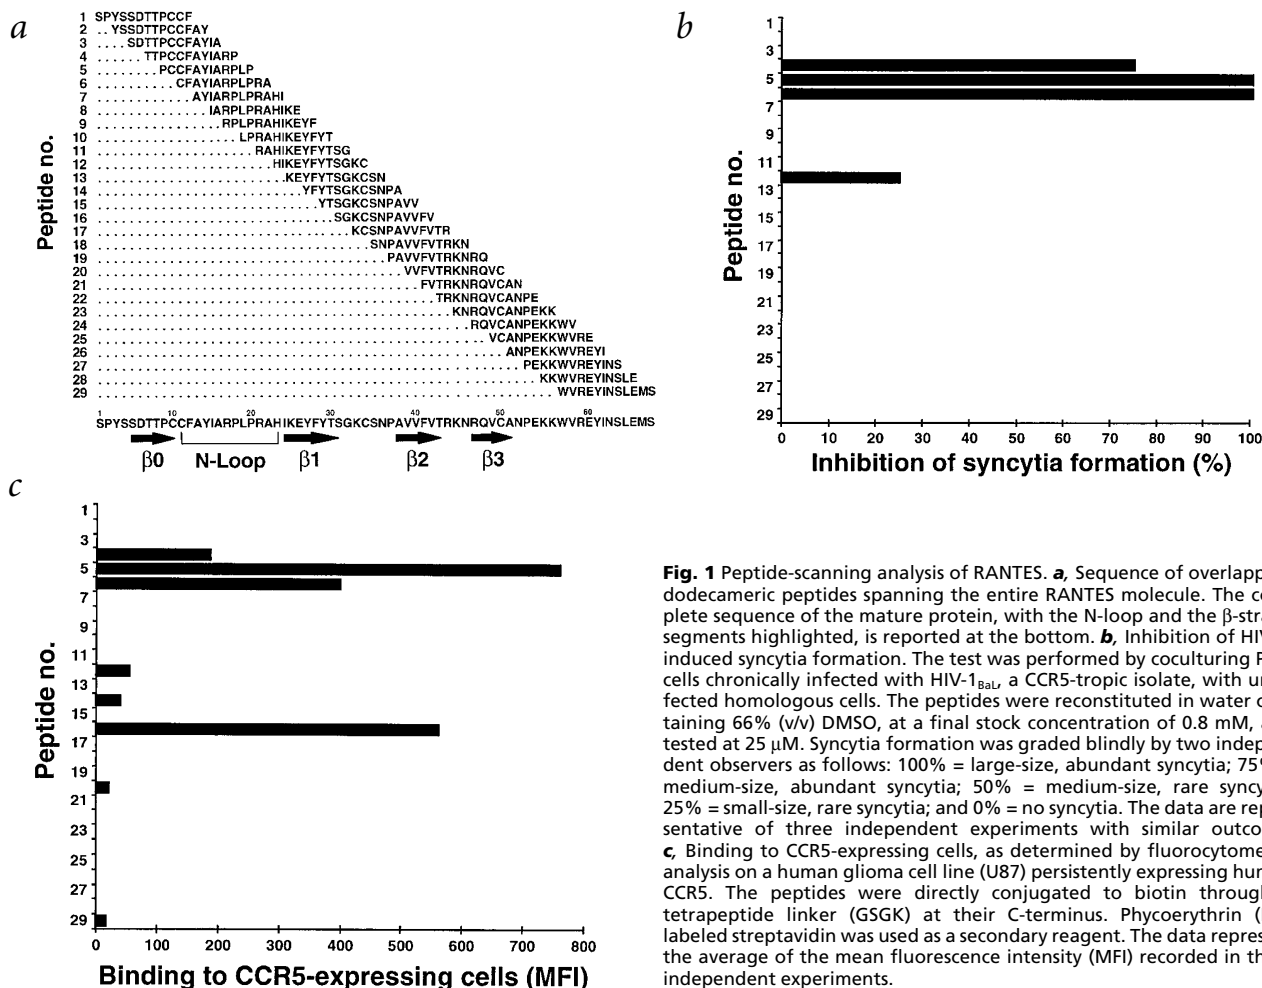 a
Peptide no.
1 SPYSSDTTPCCF
2 . . YSSDTTPCCFAY
3 . . . . SDTTPCCFAYIA
4 . . . . . . TTPCCFAYIARP
5 . . . . . . . . PCCFAYIARPLP
6 . . . . . . . . . . CFAYIARPLPRA
7 . . . . . . . . . . . . AYIARPLPRAHI
8 . . . . . . . . . . . . . . IARPLPRAHIKE
9 . . . . . . . . . . . . . . . . RPLPRAHIKEYF
10 . . . . . . . . . . . . . . . . . . LPRAHIKEYFYT
11 . . . . . . . . . . . . . . . . . . . . RAHIKEYFYTSG
12 . . . . . . . . . . . . . . . . . . . . . . HIKEYFYTSGKC
13 . . . . . . . . . . . . . . . . . . . . . . . . KEYFYTSGKCSN
14 . . . . . . . . . . . . . . . . . . . . . . . . . . YFYTSGKCSNPA
15 . . . . . . . . . . . . . . . . . . . . . . . . . . . . YTSGKCSNPAVV
16 . . . . . . . . . . . . . . . . . . . . . . . . . . . . . . SGKCSNPAVVFV
17 . . . . . . . . . . . . . . . . . . . . . . . . . . . . . . . . KCSNPAVVFVTR
18 . . . . . . . . . . . . . . . . . . . . . . . . . . . . . . . . . . SNPAVVFVTRKN
19 . . . . . . . . . . . . . . . . . . . . . . . . . . . . . . . . . . . . PAVVFVTRKNRQ
20 . . . . . . . . . . . . . . . . . . . . . . . . . . . . . . . . . . . . . . VVFVTRKNRQVC
21 . . . . . . . . . . . . . . . . . . . . . . . . . . . . . . . . . . . . . . . . FVTRKNRQVCAN
22 . . . . . . . . . . . . . . . . . . . . . . . . . . . . . . . . . . . . . . . . . . TRKNRQVCANPE
23 . . . . . . . . . . . . . . . . . . . . . . . . . . . . . . . . . . . . . . . . . . . . KNRQVCANPEKK
24 . . . . . . . . . . . . . . . . . . . . . . . . . . . . . . . . . . . . . . . . . . . . . . RQVCANPEKKWV
25 . . . . . . . . . . . . . . . . . . . . . . . . . . . . . . . . . . . . . . . . . . . . . . . . VCANPEKKWVRE
26 . . . . . . . . . . . . . . . . . . . . . . . . . . . . . . . . . . . . . . . . . . . . . . . . . . ANPEKKWVREYI
27 . . . . . . . . . . . . . . . . . . . . . . . . . . . . . . . . . . . . . . . . . . . . . . . . . . . . PEKKWVREYINS
28 . . . . . . . . . . . . . . . . . . . . . . . . . . . . . . . . . . . . . . . . . . . . . . . . . . . . . . KKWVREYINSLE
29 . . . . . . . . . . . . . . . . . . . . . . . . . . . . . . . . . . . . . . . . . . . . . . . . . . . . . . . . WVREYINSLEMS
1 10 20 30 40 50 60
SPYSSDTTPCCFAYIARPLPRAHIKEYFYTSGKCSNPAVVFVTRKNRQVCANPEKKWVREYINSLEMS
β0 N-Loop β1 β2 β3
b
Peptide no.
1
3
5
7
9
11
13
15
17
19
21
23
25
27
29
0 10 20 30 40 50 60 70 80 90 100
Inhibition of syncytia formation (%)
c
Peptide no.
1
3
5
7
9
11
13
15
17
19
21
23
25
27
29
0 100 200 300 400 500 600 700 800
Binding to CCR5-expressing cells (MFI)
Fig. 1 Peptide-scanning analysis of RANTES. a, Sequence of overlapp
dodecameric peptides spanning the entire RANTES molecule. The co
plete sequence of the mature protein, with the N-loop and the β-stra
segments highlighted, is reported at the bottom. b, Inhibition of HIV
induced syncytia formation. The test was performed by coculturing P
cells chronically infected with HIV-1BaL, a CCR5-tropic isolate, with un
fected homologous cells. The peptides were reconstituted in water co
taining 66% (v/v) DMSO, at a final stock concentration of 0.8 mM, a
tested at 25 μM. Syncytia formation was graded blindly by two indep
dent observers as follows: 100% = large-size, abundant syncytia; 75%
medium-size, abundant syncytia; 50% = medium-size, rare syncy
25% = small-size, rare syncytia; and 0% = no syncytia. The data are rep
sentative of three independent experiments with similar outco
c, Binding to CCR5-expressing cells, as determined by fluorocytome
analysis on a human glioma cell line (U87) persistently expressing hum
CCR5. The peptides were directly conjugated to biotin through
tetrapeptide linker (GSGK) at their C-terminus. Phycoerythrin (
labeled streptavidin was used as a secondary reagent. The data repres
the average of the mean fluorescence intensity (MFI) recorded in th
independent experiments.